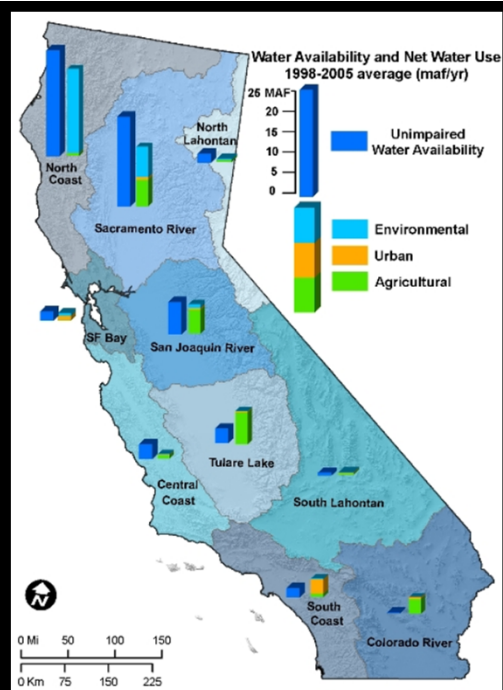 Water Availability and Net Water Use
1998-2005 average (maf/yr)
25 MAF
20
15
10
5
0
Unimpaired
Water Availability
Environmental
Urban
Agricultural
North
Coast
North
Lahontan
Sacramento River
SF Bay
San Joaquin River
Tulare Lake
Central
Coast
South Lahontan
South
Coast
Colorado River
N
0 Mi 50 100 150
0 Km 75 150 225